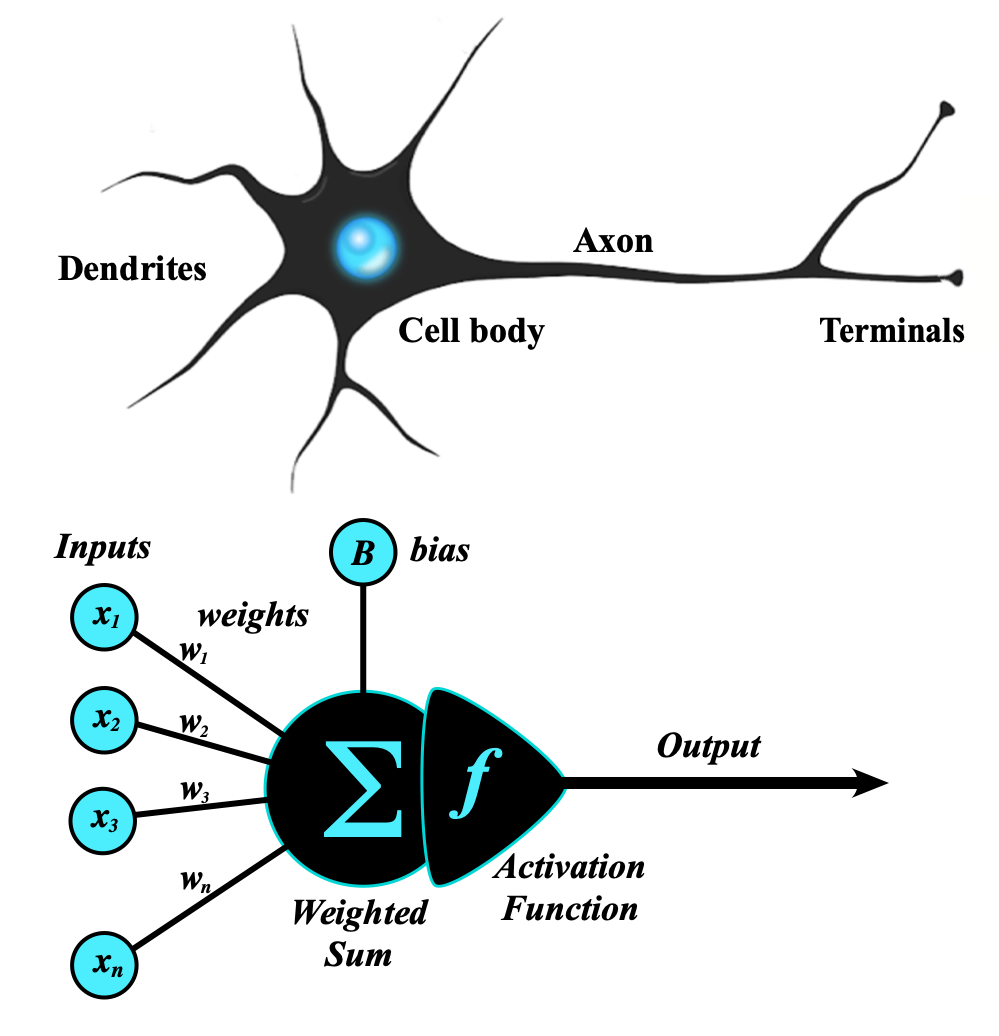 Axon
Dendrites
Cell body
Terminals
Inputs
B
bias
x1
weights
w1
x2
w2
Output
w3
x3
Σ
f
wn
Activation
Function
Weighted
Sum
xn